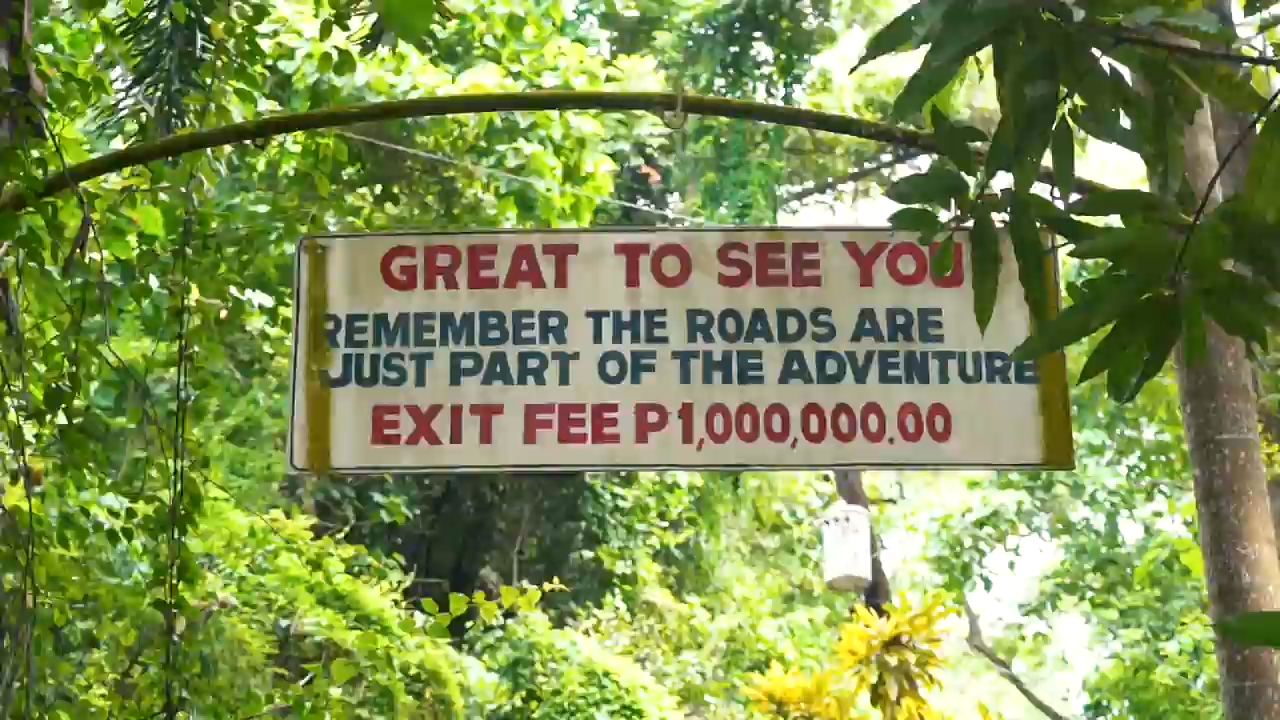 GREAT TO SEE YOU
REMEMBER THE ROADS ARE
JUST PART OF THE ADVENTURE
EXIT FEE P1,000,000.00